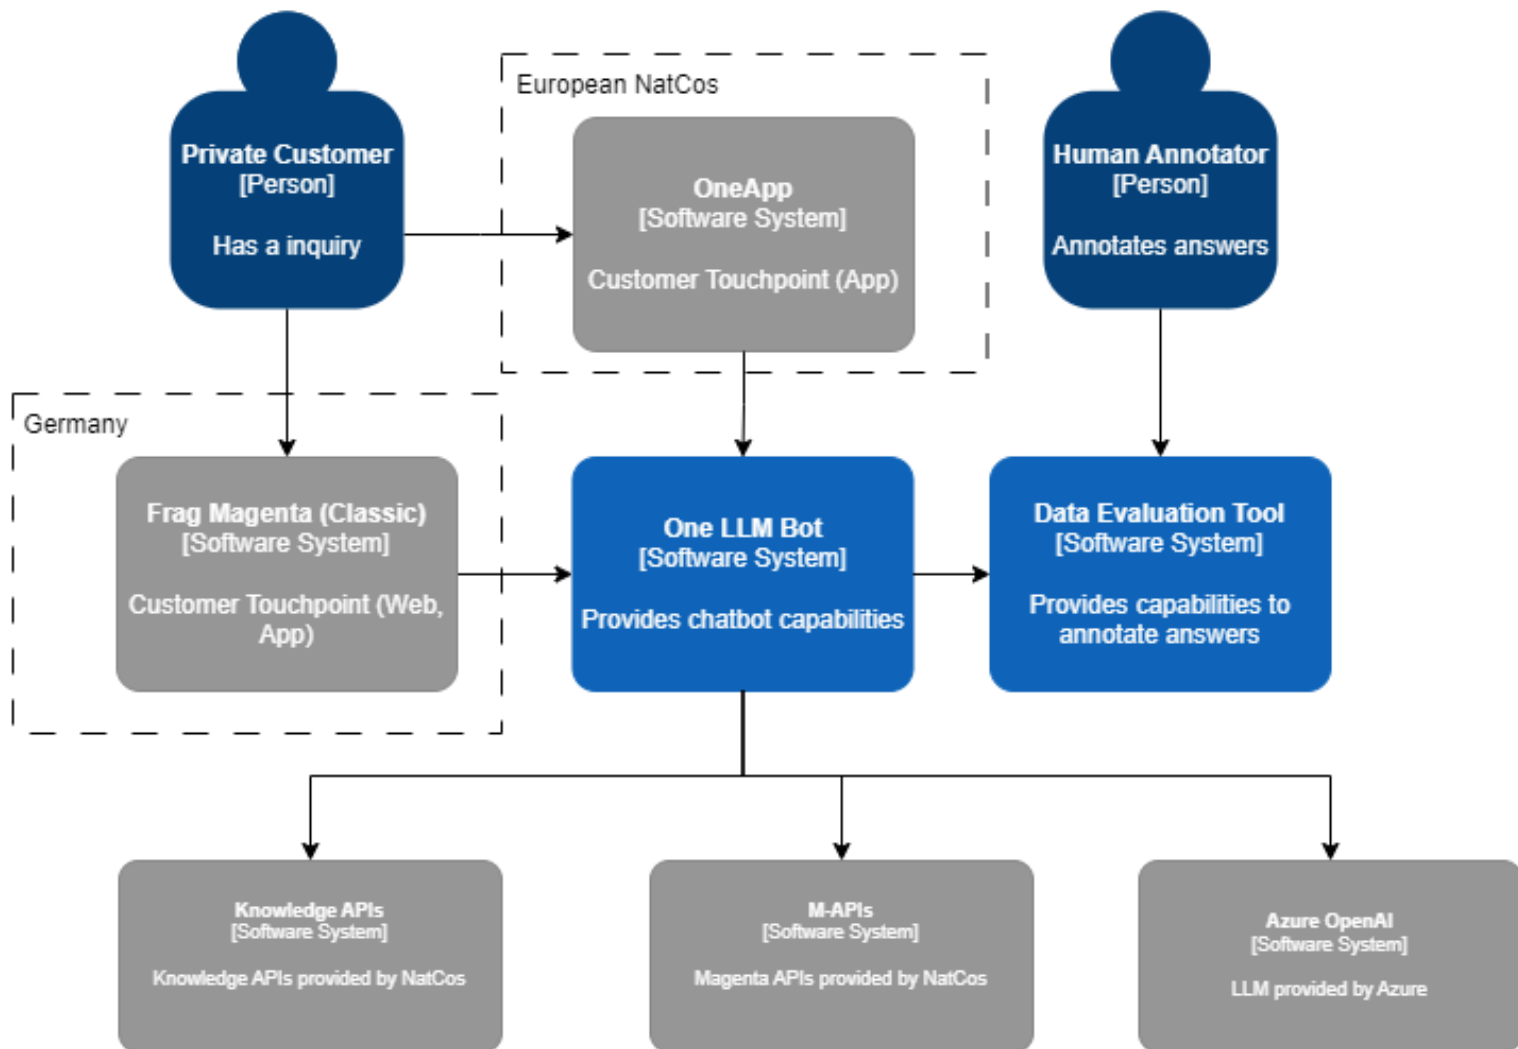 European NatCos
Private Customer
[Person]
Has a inquiry
OneApp
[Software System]
Customer Touchpoint (App)
Human Annotator
[Person]
Annotates answers
Germany
Frag Magenta (Classic)
[Software System]
Customer Touchpoint (Web,
App)
One LLM Bot
[Software System]
Provides chatbot capabilities
Data Evaluation Tool
[Software System]
Provides capabilities to
annotate answers
Knowledge APIs
[Software System]
Knowledge APIs provided by NatCos
M-APIs
[Software System]
Magenta APIs provided by NatCos
Azure OpenAI
[Software System]
LLM provided by Azure